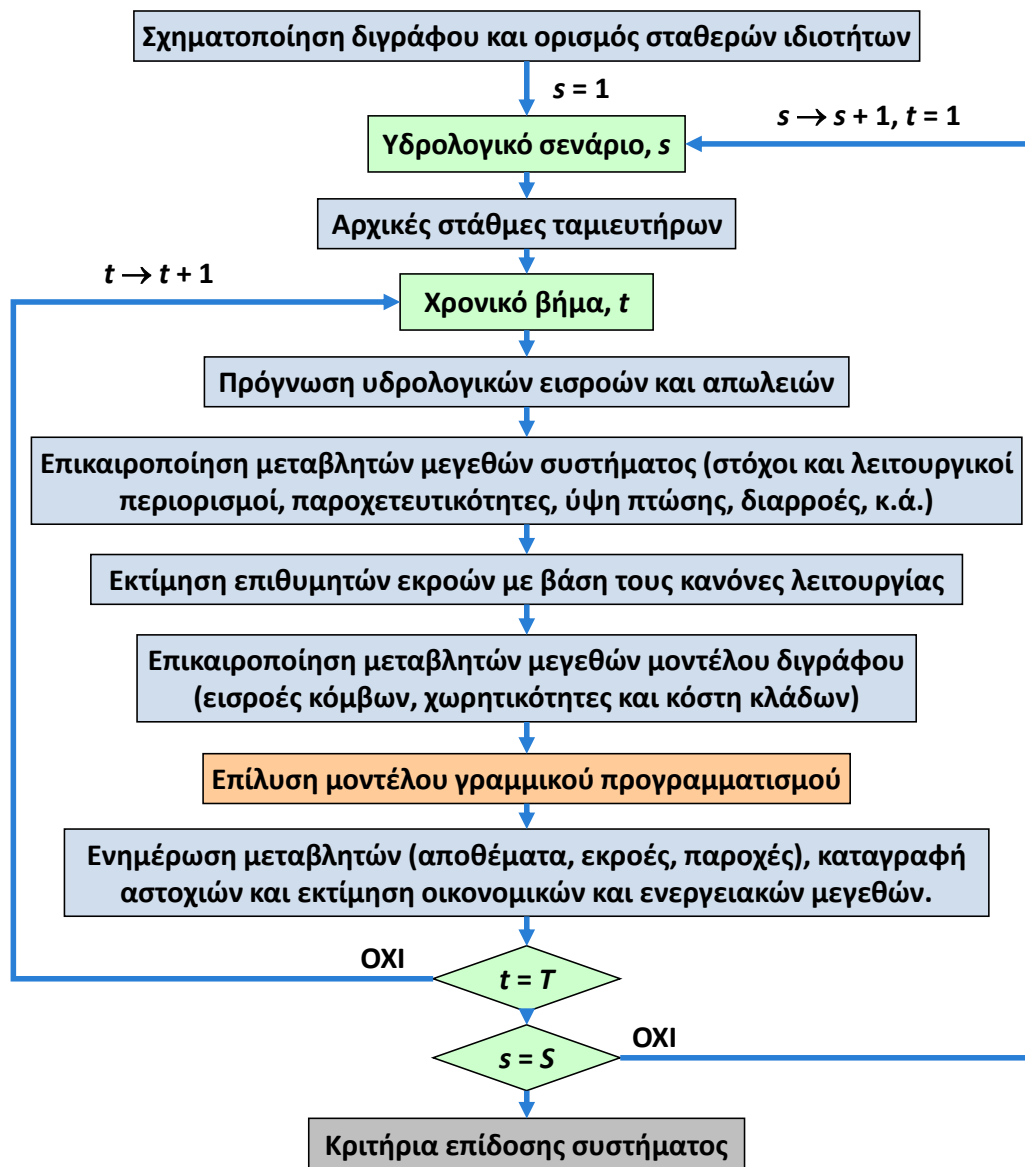 Σχηματοποίηση διγράφου και ορισμός σταθερών ιδιοτήτων
s = 1
s → s + 1, t = 1
Υδρολογικό σενάριο, s
Αρχικές στάθμες ταμιευτήρων
t → t + 1
Χρονικό βήμα, t
Πρόγνωση υδρολογικών εισροών και απωλειών
Επικαιροποίηση μεταβλητών μεγεθών συστήματος (στόχοι και λειτουργικοί
περιορισμοί, παροχετευτικότητες, ύψη πτώσης, διαρροές, κ.ά.)
Εκτίμηση επιθυμητών εκροών με βάση τους κανόνες λειτουργίας
Επικαιροποίηση μεταβλητών μεγεθών μοντέλου διγράφου
(εισροές κόμβων, χωρητικότητες και κόστη κλάδων)
Επίλυση μοντέλου γραμμικού προγραμματισμού
Ενημέρωση μεταβλητών (αποθέματα, εκροές, παροχές), καταγραφή
αστοχιών και εκτίμηση οικονομικών και ενεργειακών μεγεθών.
ΟΧΙ
t = T
s = S
ΟΧΙ
Κριτήρια επίδοσης συστήματος